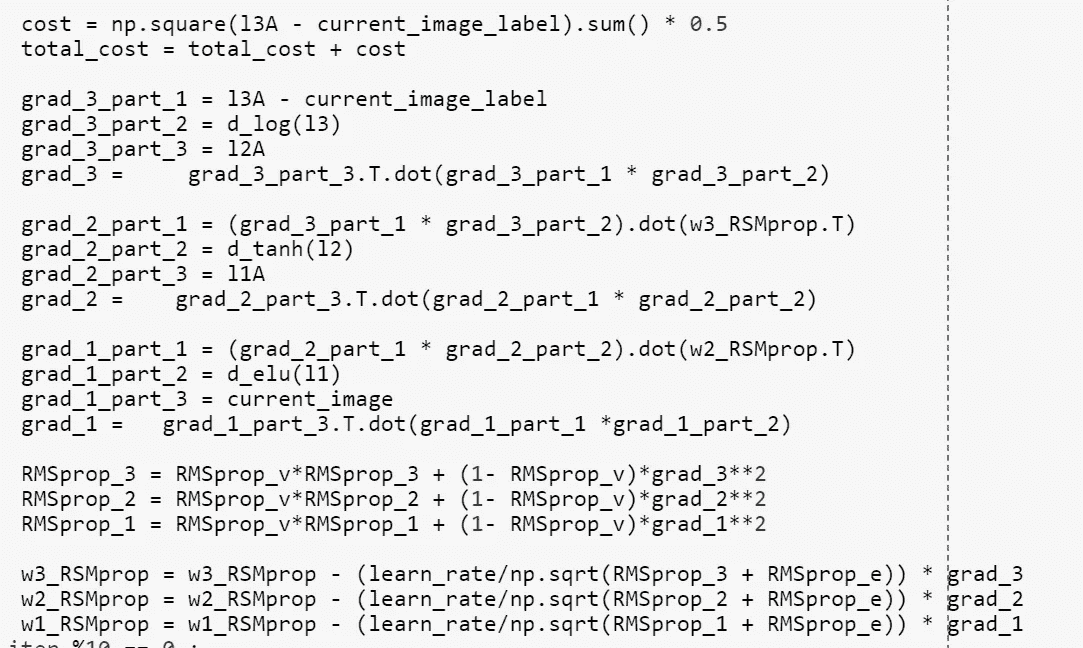 cost = np.square(l3A - current_image_label).sum() * 0.5
total_cost = total_cost + cost
grad_3_part_1 = l3A - current_image_label
grad_3_part_2 = d_log(l3)
grad_3_part_3 = l2A
grad_3 =     grad_3_part_3.T.dot(grad_3_part_1 * grad_3_part_2)
grad_2_part_1 = (grad_3_part_1 * grad_3_part_2).dot(w3_RSMprop.T)
grad_2_part_2 = d_tanh(l2)
grad_2_part_3 = l1A
grad_2 =    grad_2_part_3.T.dot(grad_2_part_1 * grad_2_part_2)
grad_1_part_1 = (grad_2_part_1 * grad_2_part_2).dot(w2_RSMprop.T)
grad_1_part_2 = d_elu(l1)
grad_1_part_3 = current_image
grad_1 =   grad_1_part_3.T.dot(grad_1_part_1 *grad_1_part_2)
RMSprop_3 = RMSprop_v*RMSprop_3 + (1- RMSprop_v)*grad_3**2
RMSprop_2 = RMSprop_v*RMSprop_2 + (1- RMSprop_v)*grad_2**2
RMSprop_1 = RMSprop_v*RMSprop_1 + (1- RMSprop_v)*grad_1**2
w3_RSMprop = w3_RSMprop - (learn_rate/np.sqrt(RMSprop_3 + RMSprop_e)) * grad_3
w2_RSMprop = w2_RSMprop - (learn_rate/np.sqrt(RMSprop_2 + RMSprop_e)) * grad_2
w1_RSMprop = w1_RSMprop - (learn_rate/np.sqrt(RMSprop_1 + RMSprop_e)) * grad_1